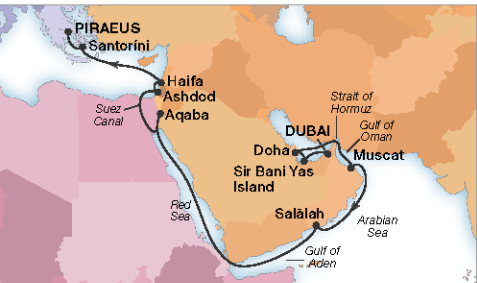 PIRAEUS
Santoríni
Haifa
Ashdod
Suez
Canal
Aqaba
Strait of
Hormuz
Gulf of
Oman
DUBAI
Doha
Muscat
Sir Bani Yas
Island
Red
Sea
Salālah
Arabian
Sea
Gulf of
Aden